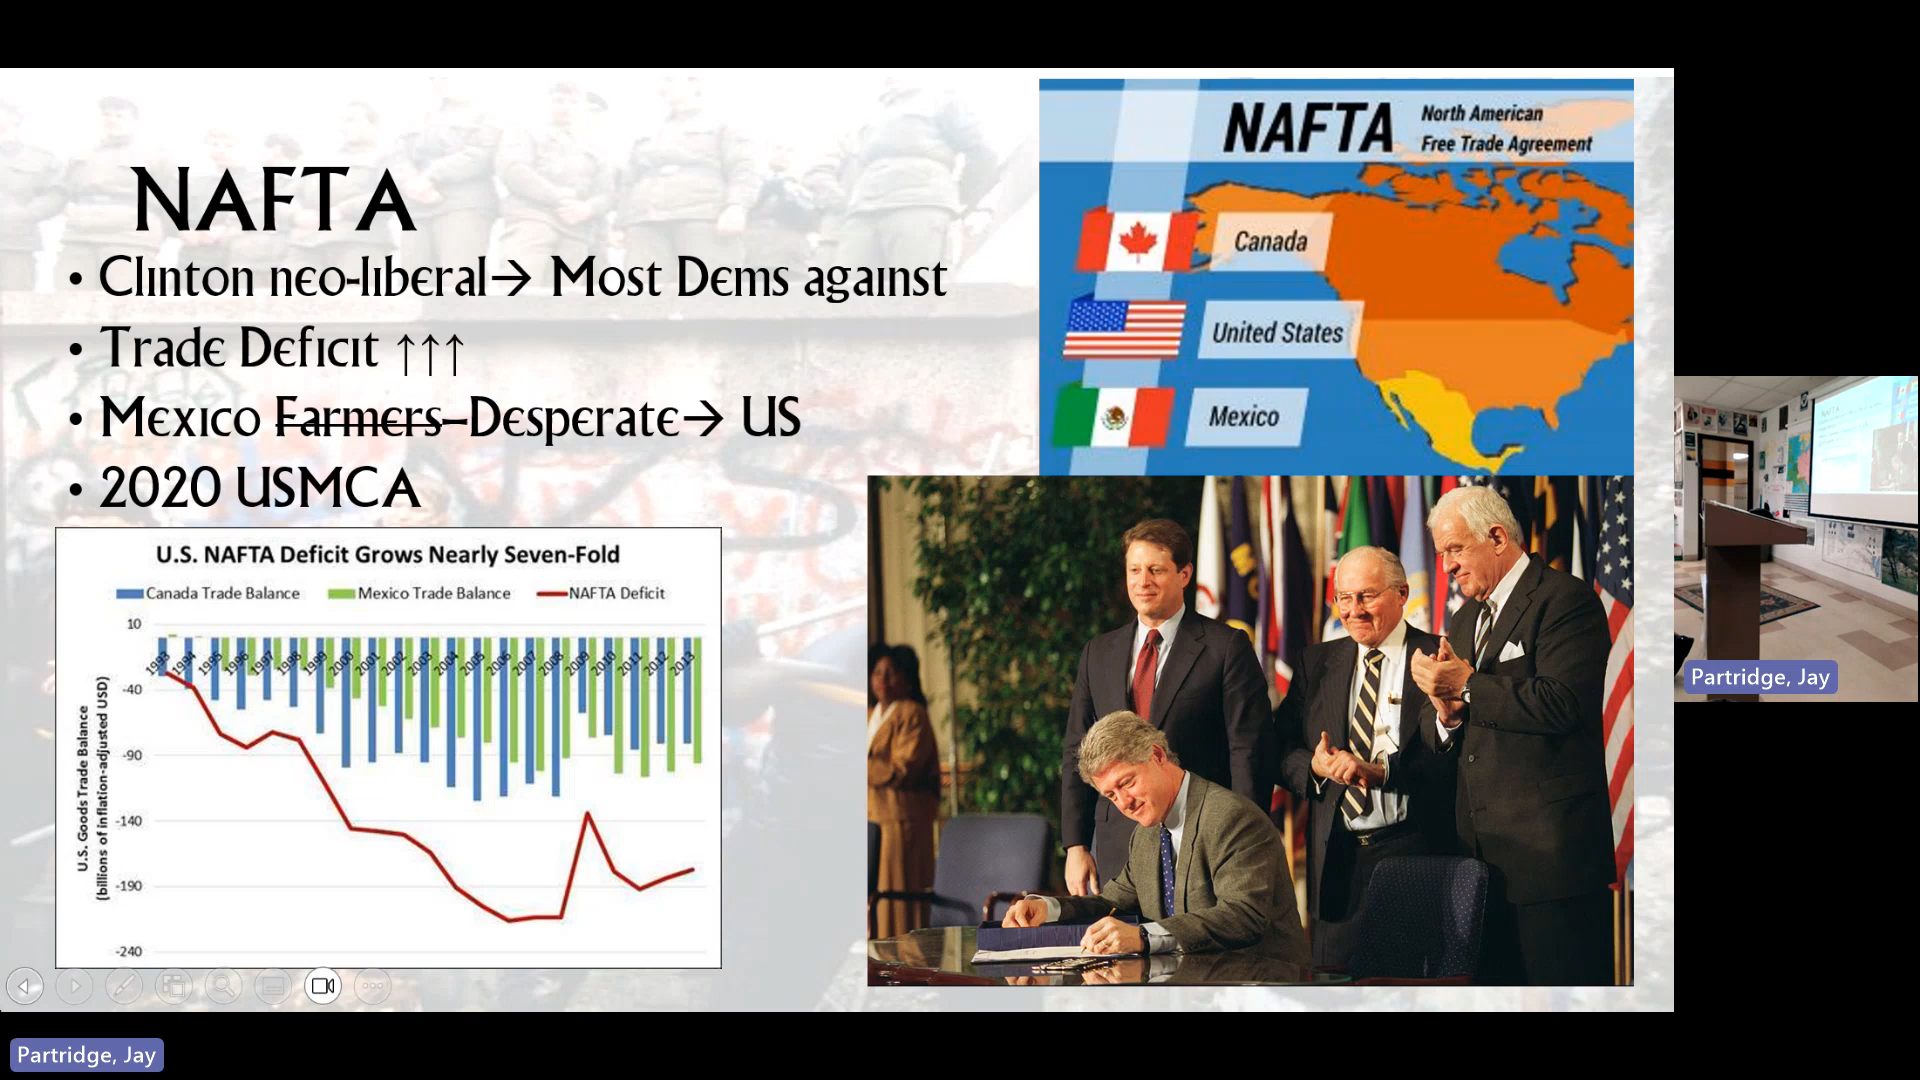 NAFTA
• Clinton neo-liberal→ Most Dems against
• Trade Deficit ↑↑↑
• Mexico Farmers–Desperate→ US
• 2020 USMCA
NAFTA
North American
Free Trade Agreement
Canada
United States
Mexico
U.S. NAFTA Deficit Grows Nearly Seven-Fold
Canada Trade Balance Mexico Trade Balance NAFTA Deficit
U.S. Goods Trade Balance
(billions of inflation-adjusted USD)
10
-40
-90
-140
-190
-240
1993 1994 1995 1996 1997 1998 1999 2000 2001 2002 2003 2004 2005 2006 2007 2008 2009 2010 2011 2012 2013
Partridge, Jay
Partridge, Jay